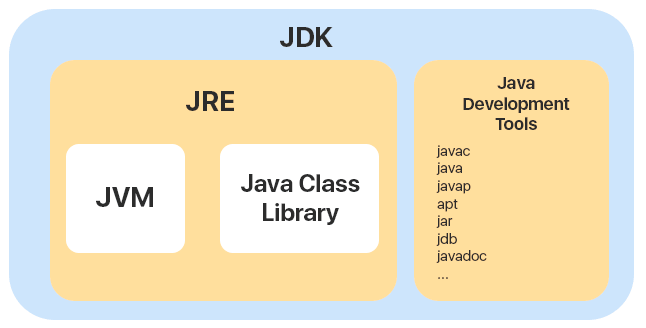 JDK
JRE
JVM
Java Class
Library
Java
Development
Tools
javac
java
javap
apt
jar
jdb
javadoc
...